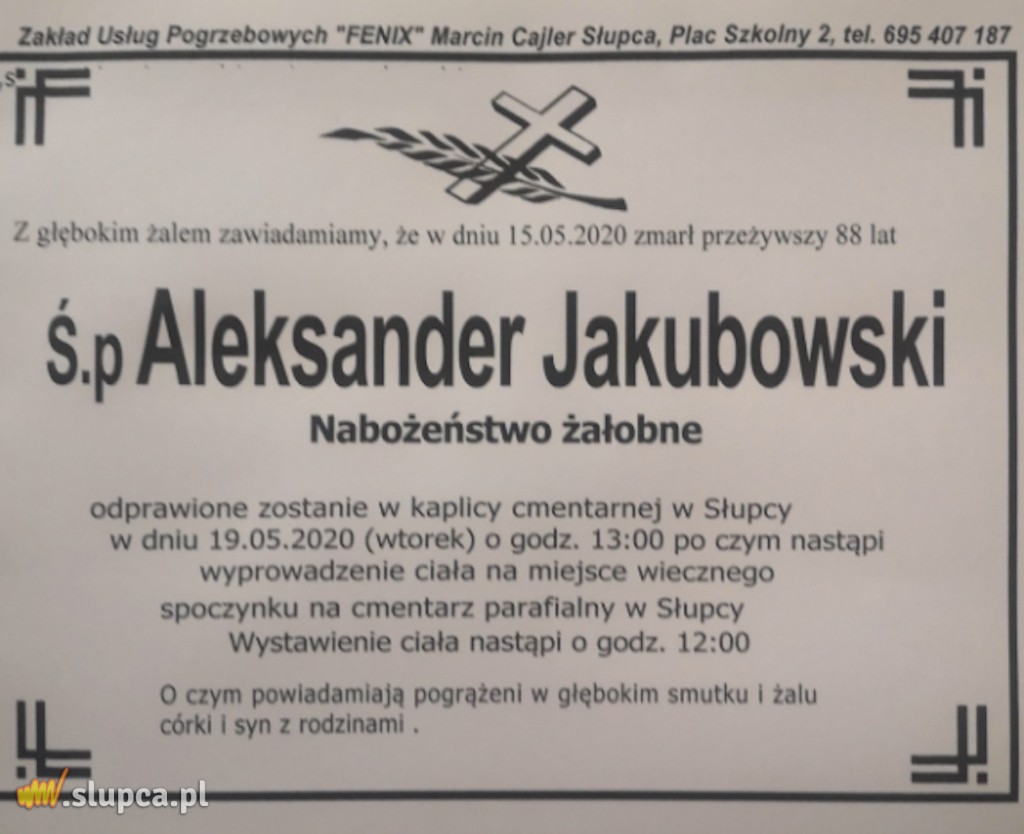 Zakład Usług Pogrzebowych "FENIX" Marcin Cajler Słupca, Plac Szkolny 2, tel. 695 407 187
Z głębokim żalem zawiadamiamy, że w dniu 15.05.2020 zmarł przeżywszy 88 lat
Ś.p Aleksander Jakubowski
Nabożeństwo żałobne
odprawione zostanie w kaplicy cmentarnej w Słupcy
w dniu 19.05.2020 (wtorek) o godz. 13:00 po czym nastąpi
wyprowadzenie ciała na miejsce wiecznego
spoczynku na cmentarz parafialny w Słupcy
Wystawienie ciała nastąpi o godz. 12:00
O czym powiadamiają pogrążeni w głębokim smutku i żalu
córki i syn z rodzinami .
www.slupca.pl